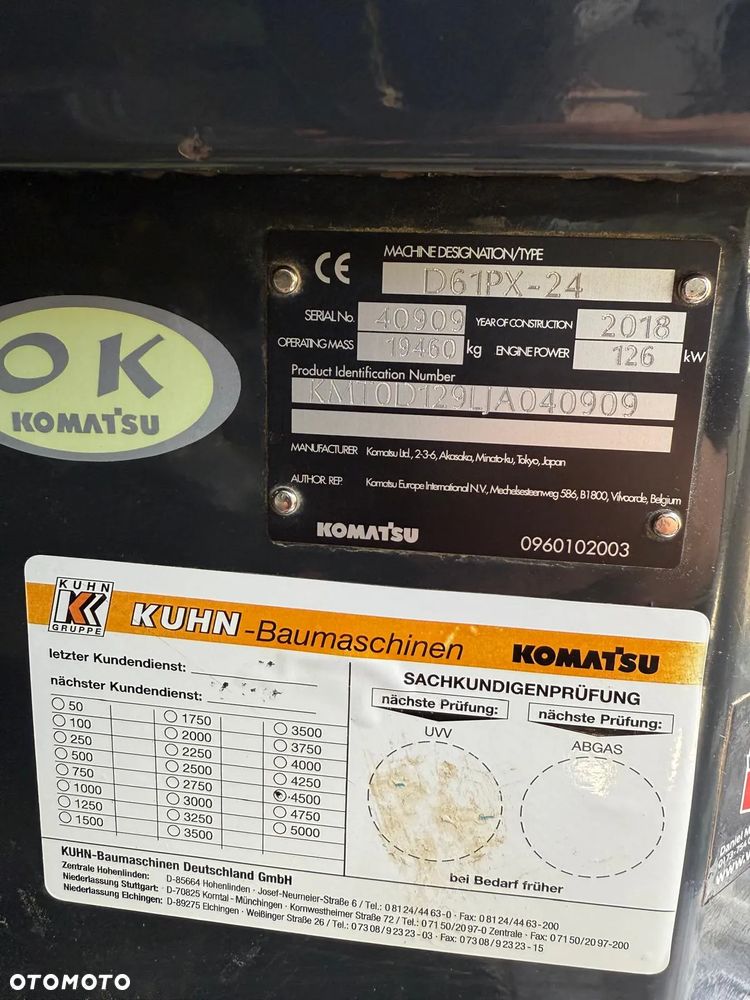 CE MACHINE DESIGNATION/TYPE
D61PX-24
SERIAL No. 40909 YEAR OF CONSTRUCTION 2018
OPERATING MASS 19460 kg ENGINE POWER 126 kW
Product Identification Number
KMT0D129LJA040909
MANUFACTURER Komatsu Ltd., 2-3-6, Akasaka, Minato-ku, Tokyo, Japan
AUTHOR. REP. Komatsu Europe International N.V., Mechelsesteenweg 586, B1800, Vilvoorde, Belgium
KOMATSU 0960102003
OK
KOMATSU
KUHN
GRUPPE
KUHN-Baumaschinen KOMATSU
letzter Kundendienst:
nächster Kundendienst:
50
100
250
500
750
1000
1250
1500
1750
2000
2250
2500
2750
3000
3250
3500
3500
3750
4000
4250
4500
4750
5000
SACHKUNDIGENPRÜFUNG
nächste Prüfung: nächste Prüfung:
UVV ABGAS
bei Bedarf früher
KUHN-Baumaschinen Deutschland GmbH
Zentrale Hohenlinden: D-85664 Hohenlinden · Josef-Neumeier-Straße 6 / Tel.: 0 81 24/44 63-0 · Fax: 0 81 24/44 63-200
Niederlassung Stuttgart: D-70825 Korntal - Münchingen · Kornwestheimer Straße 72 / Tel.: 0 71 50/20 97-0 Zentrale · Fax: 0 71 50/20 97-200
Niederlassung Elchingen: D-89275 Elchingen · Weißinger Straße 26 / Tel.: 0 73 08/9 23 23-03 · Fax: 0 73 08/9 23 23-15
Daniel
www.
OTOMOTO